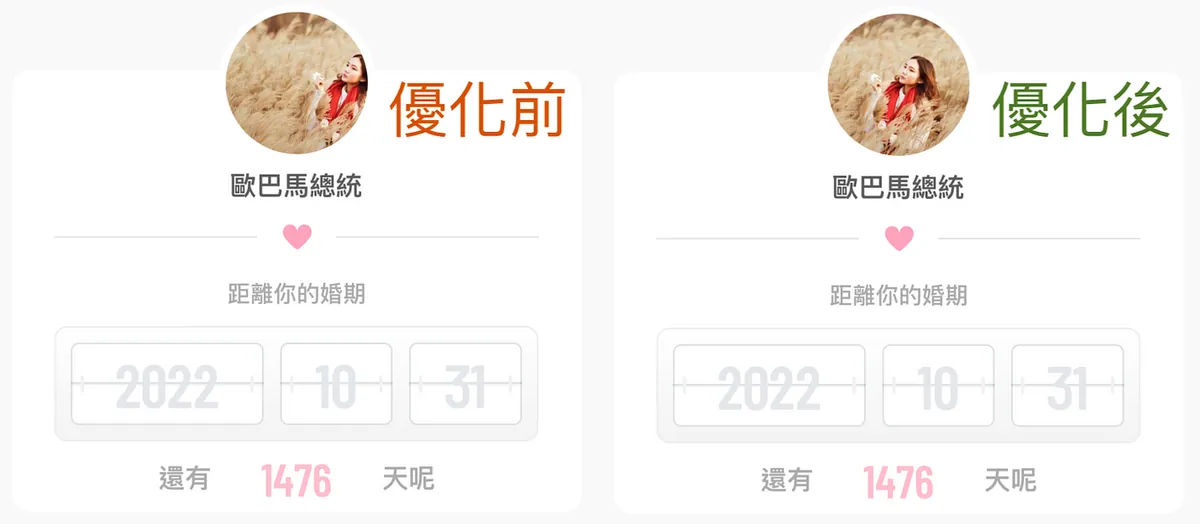 優化前
歐巴馬總統
距離你的婚期
2022 10 31
還有 1476 天呢
優化後
歐巴馬總統
距離你的婚期
2022 10 31
還有 1476 天呢